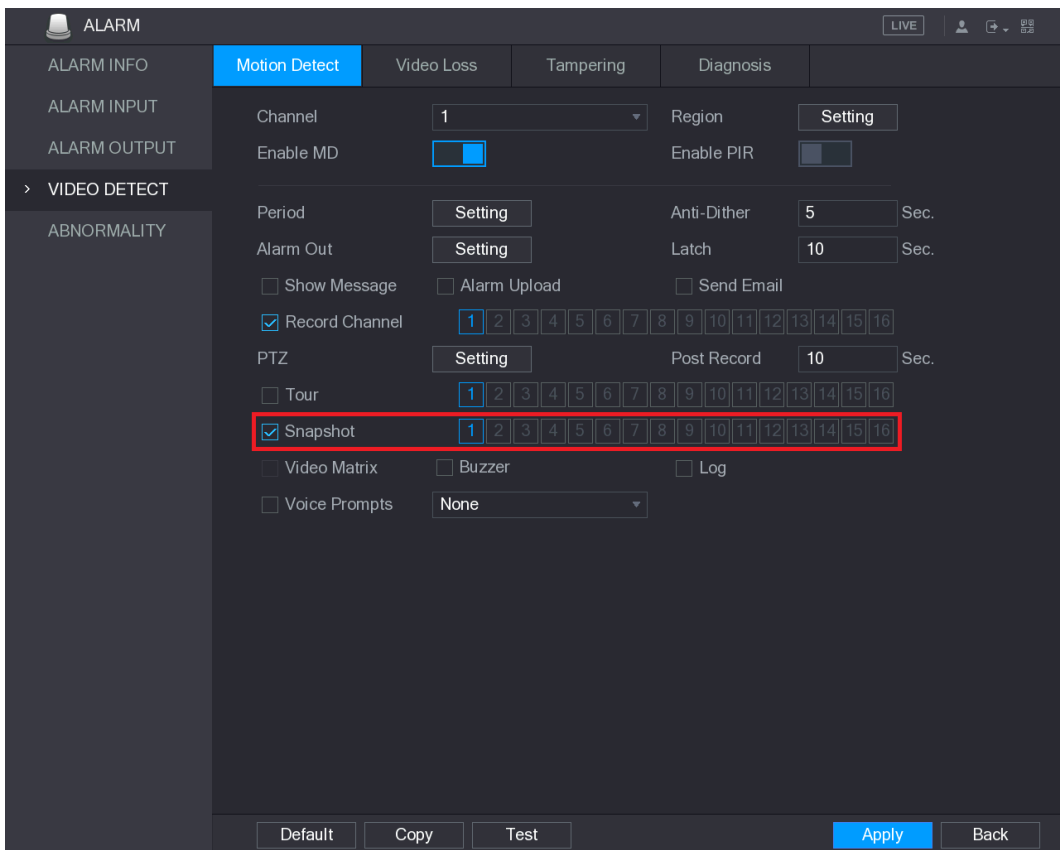 ALARM LIVE
ALARM INFO
ALARM INPUT
ALARM OUTPUT
VIDEO DETECT
ABNORMALITY
Motion Detect Video Loss Tampering Diagnosis
Channel 1 Region Setting
Enable MD Enable PIR
Period Setting Anti-Dither 5 Sec.
Alarm Out Setting Latch 10 Sec.
Show Message Alarm Upload Send Email
Record Channel 1 2 3 4 5 6 7 8 9 10 11 12 13 14 15 16
PTZ Setting Post Record 10 Sec.
Tour 1 2 3 4 5 6 7 8 9 10 11 12 13 14 15 16
Snapshot 1 2 3 4 5 6 7 8 9 10 11 12 13 14 15 16
Video Matrix Buzzer Log
Voice Prompts None
Default Copy Test Apply Back